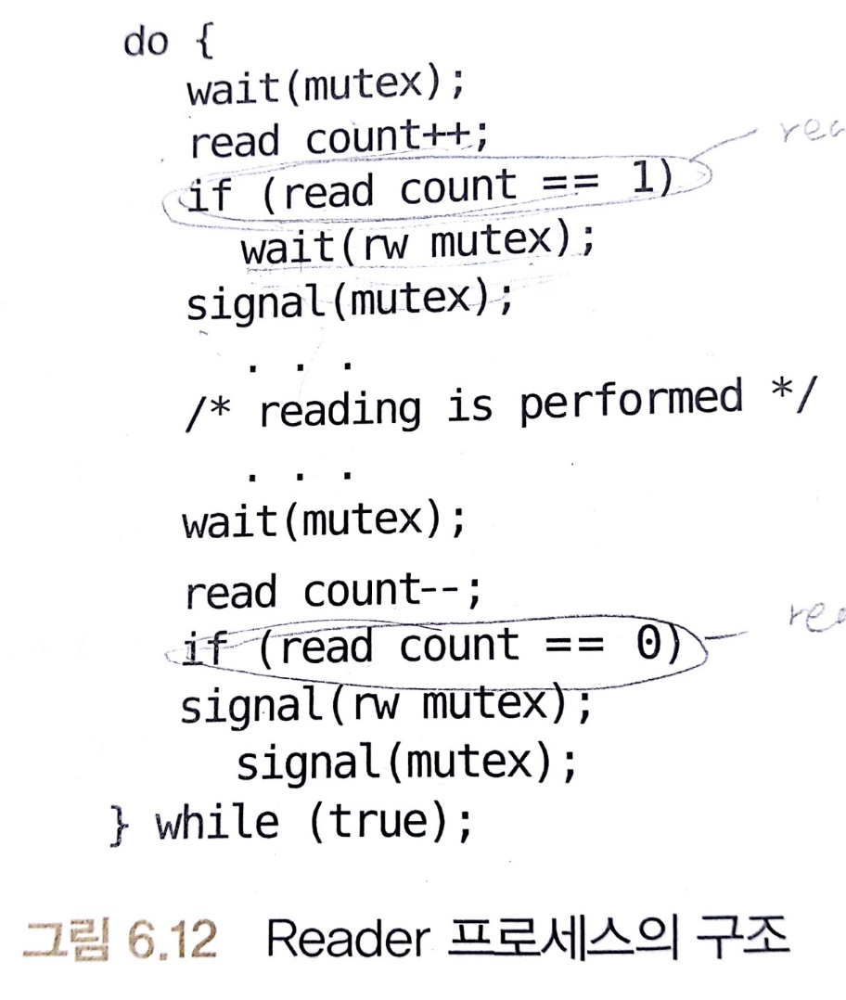 do {
wait(mutex);
read count++;
if (read count == 1)
wait(rw mutex);
signal(mutex);
. . .
/* reading is performed */
. . .
wait(mutex);
read count--;
if (read count == 0)
signal(rw mutex);
signal(mutex);
} while (true);
그림 6.12 Reader 프로세스의 구조